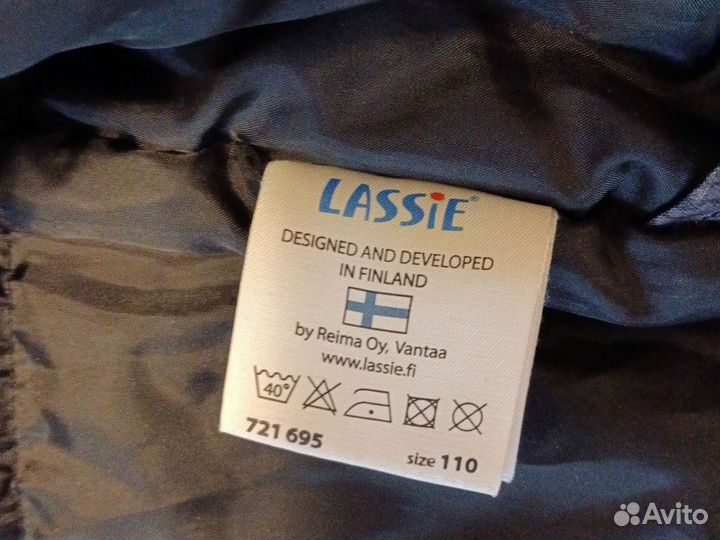 LASSiE®
DESIGNED AND DEVELOPED
IN FINLAND
by Reima Oy, Vantaa
www.lassie.fi
40°
721 695
size 110
Avito